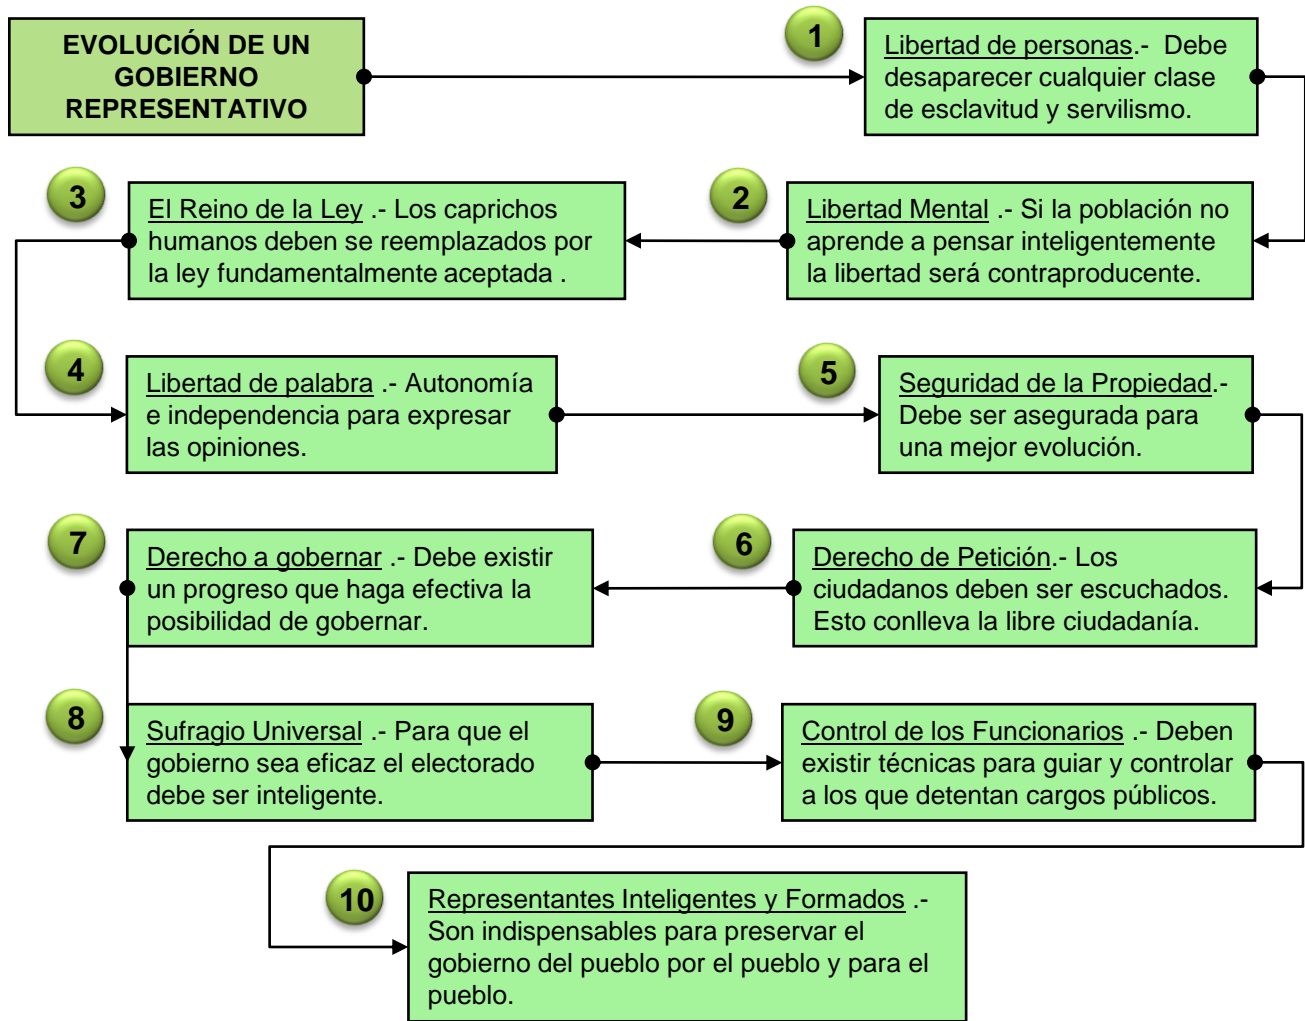 EVOLUCIÓN DE UN
GOBIERNO
REPRESENTATIVO
1
Libertad de personas.- Debe
desaparecer cualquier clase
de esclavitud y servilismo.
2
Libertad Mental .- Si la población no
aprende a pensar inteligentemente
la libertad será contraproducente.
3
El Reino de la Ley .- Los caprichos
humanos deben se reemplazados por
la ley fundamentalmente aceptada .
4
Libertad de palabra .- Autonomía
e independencia para expresar
las opiniones.
5
Seguridad de la Propiedad.-
Debe ser asegurada para
una mejor evolución.
6
Derecho de Petición.- Los
ciudadanos deben ser escuchados.
Esto conlleva la libre ciudadanía.
7
Derecho a gobernar .- Debe existir
un progreso que haga efectiva la
posibilidad de gobernar.
8
Sufragio Universal .- Para que el
gobierno sea eficaz el electorado
debe ser inteligente.
9
Control de los Funcionarios .- Deben
existir técnicas para guiar y controlar
a los que detentan cargos públicos.
10
Representantes Inteligentes y Formados .-
Son indispensables para preservar el
gobierno del pueblo por el pueblo y para el
pueblo.